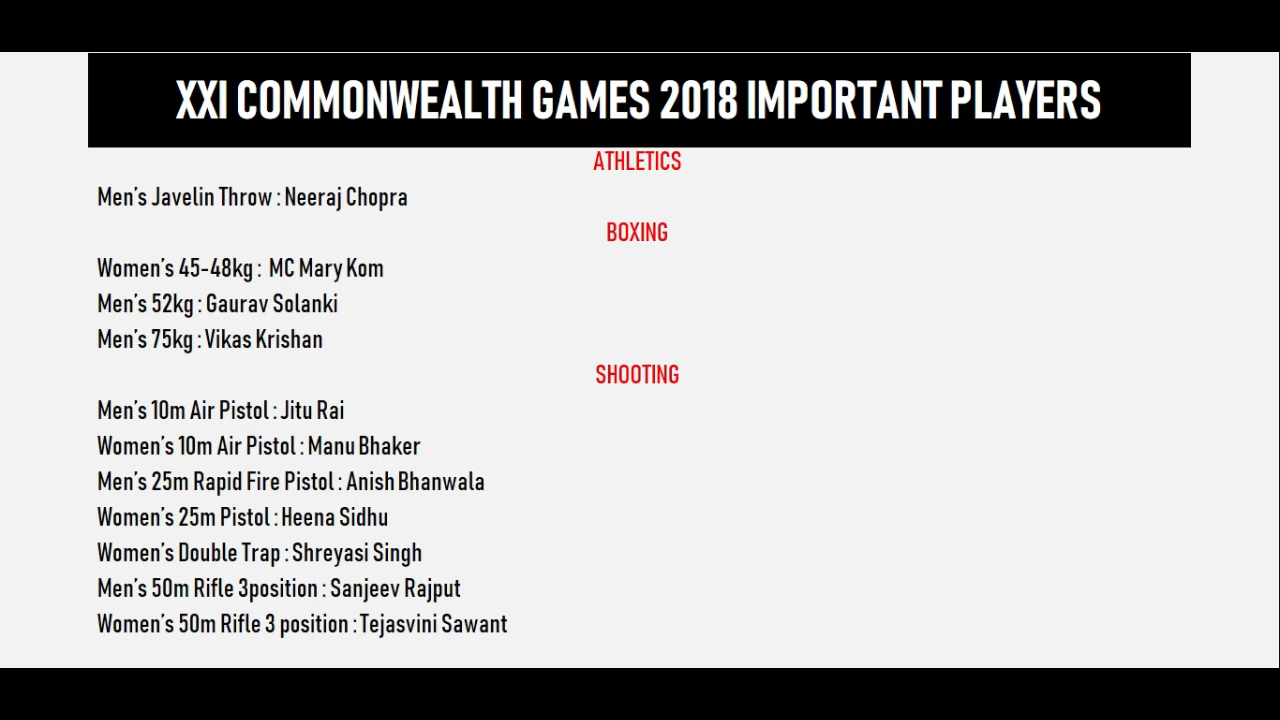 XXI COMMONWEALTH GAMES 2018 IMPORTANT PLAYERS
ATHLETICS
Men's Javelin Throw : Neeraj Chopra
BOXING
Women's 45-48kg : MC Mary Kom
Men's 52kg : Gaurav Solanki
Men's 75kg : Vikas Krishan
SHOOTING
Men's 10m Air Pistol : Jitu Rai
Women's 10m Air Pistol : Manu Bhaker
Men's 25m Rapid Fire Pistol : Anish Bhanwala
Women's 25m Pistol : Heena Sidhu
Women's Double Trap : Shreyasi Singh
Men's 50m Rifle 3position : Sanjeev Rajput
Women's 50m Rifle 3 position : Tejasvini Sawant